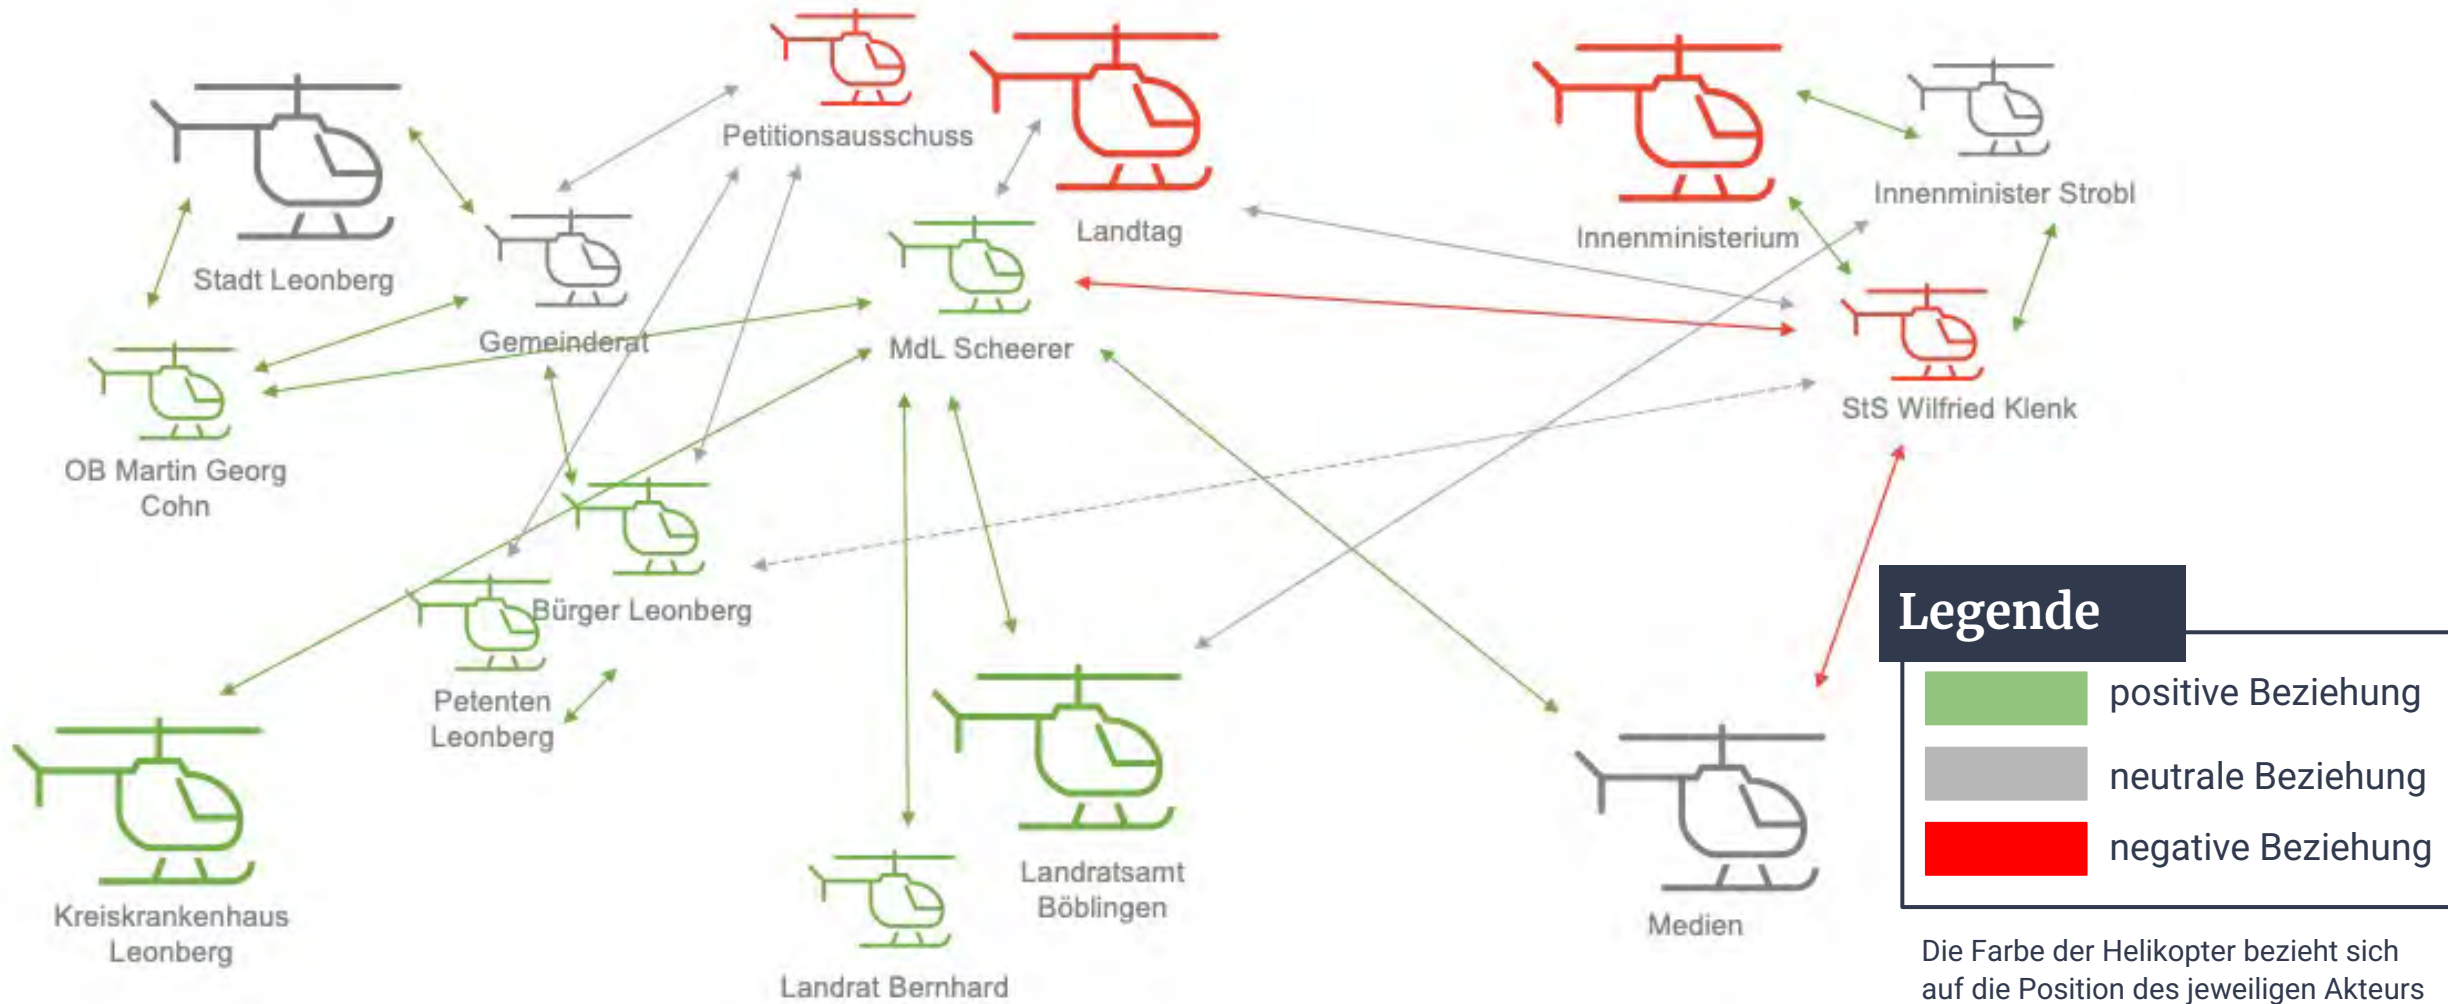 Petitionsausschuss
Landtag
Innenminister Strobl
Innenministerium
Stadt Leonberg
Gemeinderat
MdL Scheerer
StS Wilfried Klenk
OB Martin Georg
Cohn
Bürger Leonberg
Petenten
Leonberg
Kreiskrankenhaus
Leonberg
Landratsamt
Böblingen
Landrat Bernhard
Medien
Legende
positive Beziehung
neutrale Beziehung
negative Beziehung
Die Farbe der Helikopter bezieht sich
auf die Position des jeweiligen Akteurs